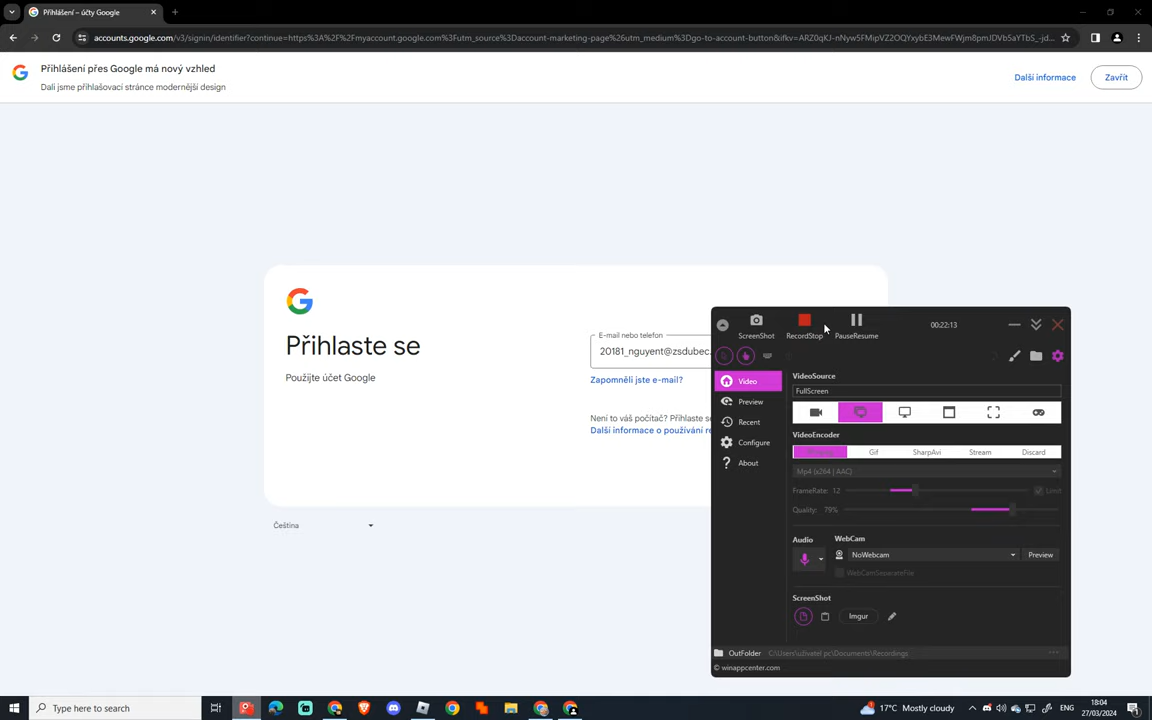 Přihlášení – účty Google
accounts.google.com/v3/signin/identifier?continue=https%3A%2F%2Fmyaccount.google.com%3Futm_source%3Daccount-marketing-page%26utm_medium%3Dgo-to-account-button&ifkv=
Přihlášení přes Google má nový vzhled
Dali jsme přihlašovací stránce modernější design
Další informace
Zavřít
Přihlaste se
Použijte účet Google
E-mail nebo telefon
20181_nguyent@zsdubec.
Zapomněli jste e-mail?
Není to váš počítač? Přihlaste se
Další informace o používání re
Čeština
ScreenShot
RecordStop
PauseResume
00:22:13
Video
Preview
Recent
Configure
About
VideoSource
FullScreen
VideoEncoder
Gif
SharpAvi
Stream
Discard
Mp4 (x264 | AAC)
FrameRate: 12
Limit
Quality: 79%
Audio
WebCam
NoWebcam
Preview
WebCamSeparateFile
ScreenShot
Imgur
OutFolder
C:\Users\uživatel pc\Documents\Recordings
© winappcenter.com
Type here to search
17°C Mostly cloudy
ENG
18:04
27/03/2024